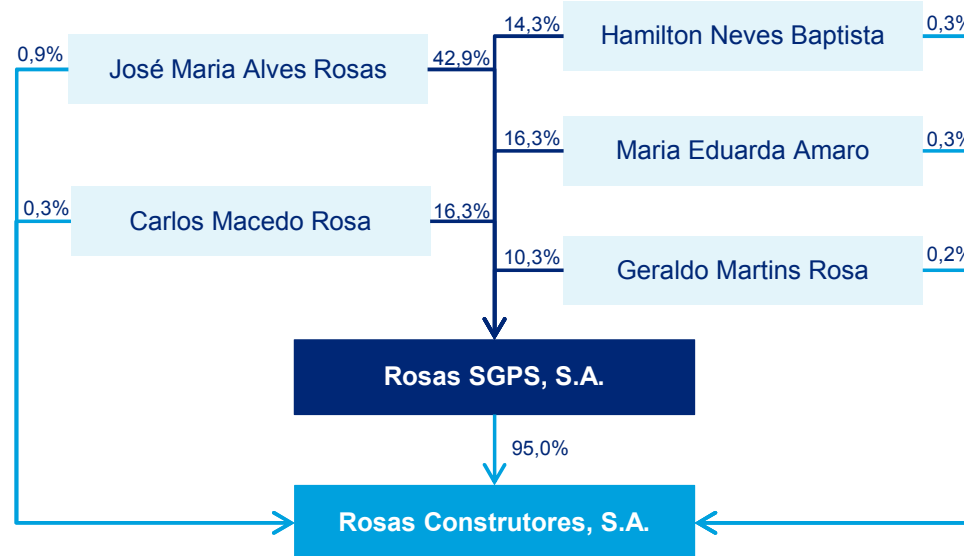 0,9%
José Maria Alves Rosas
42,9%
14,3%
Hamilton Neves Baptista
0,3%
16,3%
Maria Eduarda Amaro
0,3%
0,3%
Carlos Macedo Rosa
16,3%
10,3%
Geraldo Martins Rosa
0,2%
Rosas SGPS, S.A.
95,0%
Rosas Construtores, S.A.